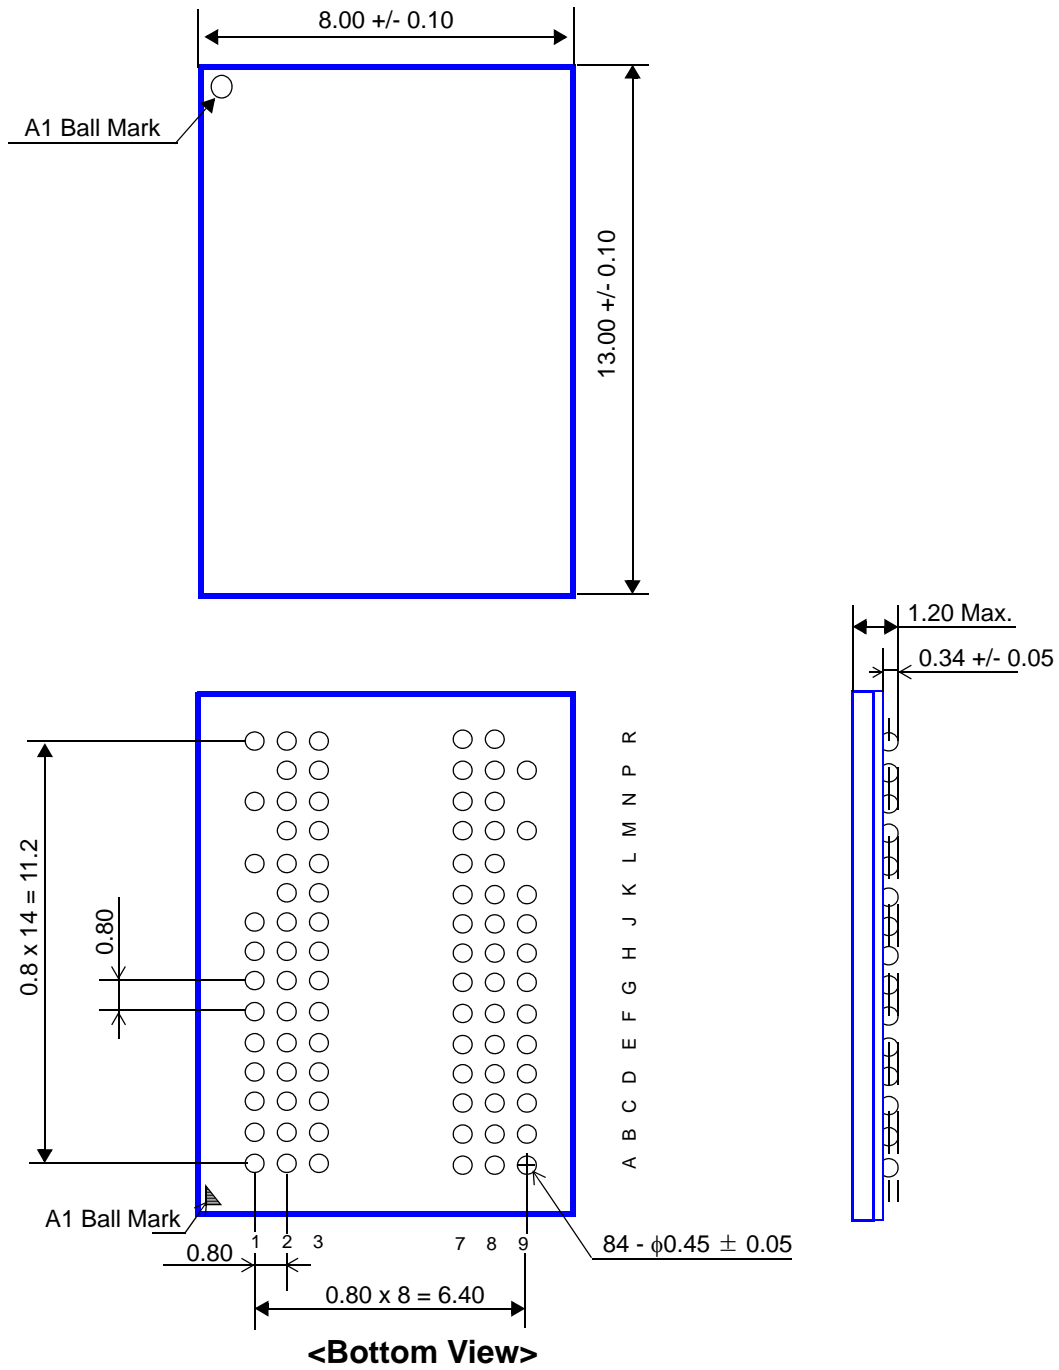 8.00 +/- 0.10
A1 Ball Mark
13.00 +/- 0.10
1.20 Max.
0.34 +/- 0.05
R
P
N
M
L
K
J
H
G
F
E
D
C
B
A
0.8 x 14 = 11.2
0.80
A1 Ball Mark
1 2 3 7 8 9
0.80
84 - ϕ0.45 ± 0.05
0.80 x 8 = 6.40
<Bottom View>